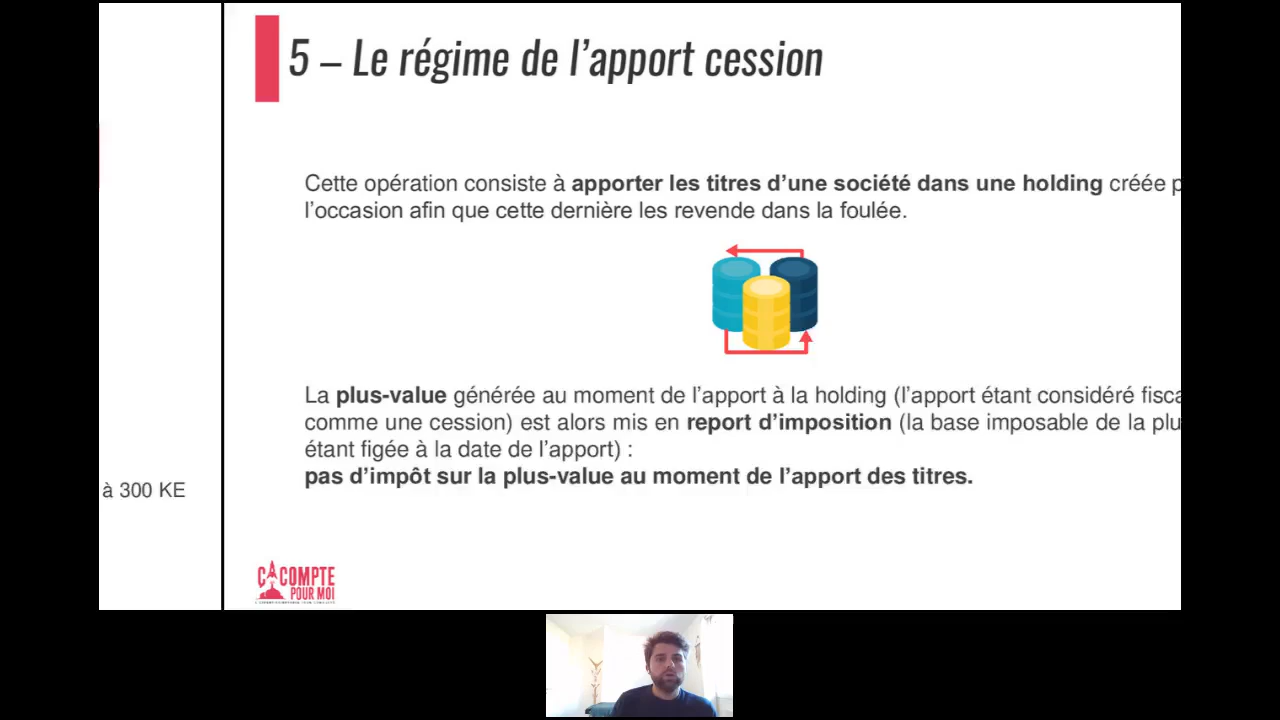 5 – Le régime de l'apport cession
Cette opération consiste à apporter les titres d'une société dans une holding créée p
l'occasion afin que cette dernière les revende dans la foulée.
La plus-value générée au moment de l'apport à la holding (l'apport étant considéré fisca
comme une cession) est alors mis en report d'imposition (la base imposable de la plu
étant figée à la date de l'apport) :
pas d'impôt sur la plus-value au moment de l'apport des titres.
à 300 KE
ÇA COMPTE
POUR MOI